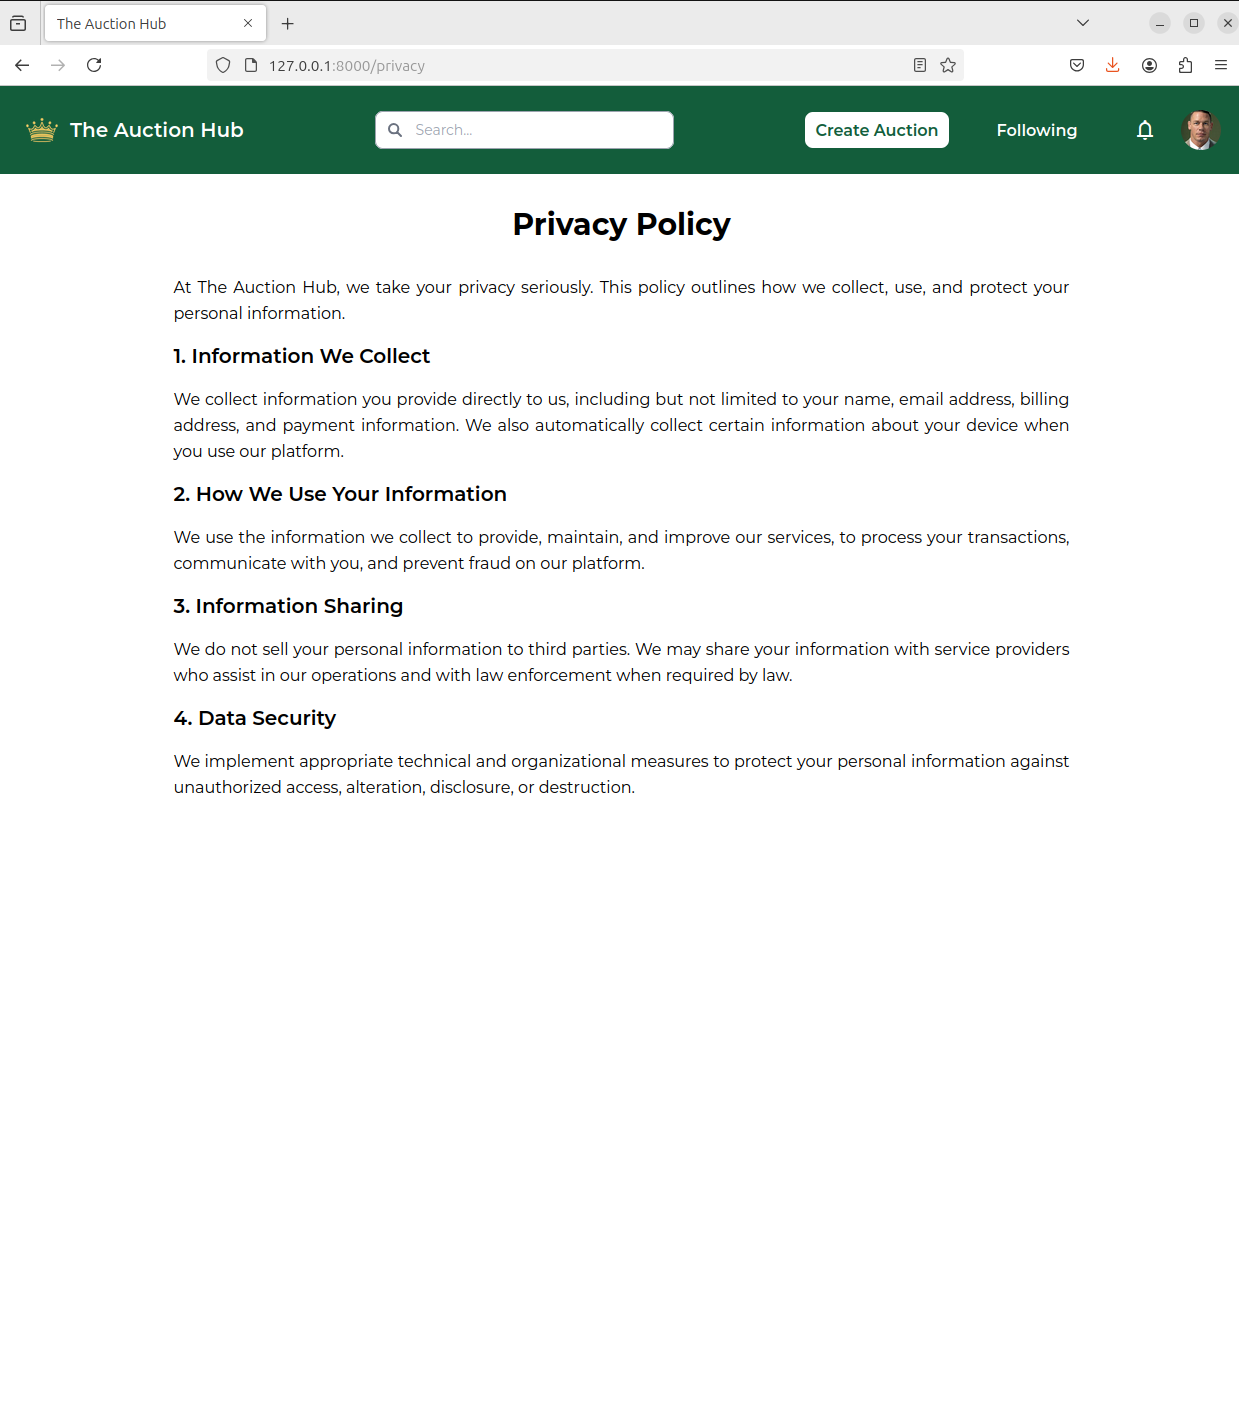 The Auction Hub
127.0.0.1:8000/privacy
The Auction Hub
Search...
Create Auction
Following
Privacy Policy
At The Auction Hub, we take your privacy seriously. This policy outlines how we collect, use, and protect your
personal information.
1. Information We Collect
We collect information you provide directly to us, including but not limited to your name, email address, billing
address, and payment information. We also automatically collect certain information about your device when
you use our platform.
2. How We Use Your Information
We use the information we collect to provide, maintain, and improve our services, to process your transactions,
communicate with you, and prevent fraud on our platform.
3. Information Sharing
We do not sell your personal information to third parties. We may share your information with service providers
who assist in our operations and with law enforcement when required by law.
4. Data Security
We implement appropriate technical and organizational measures to protect your personal information against
unauthorized access, alteration, disclosure, or destruction.